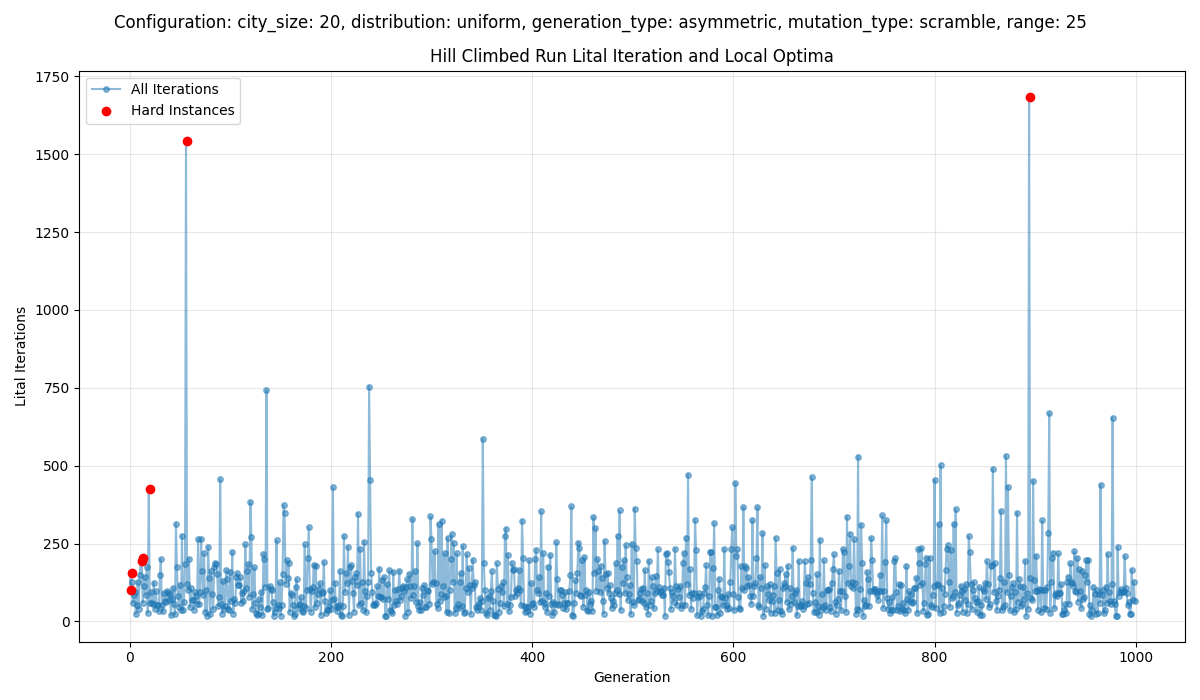 Configuration: city_size: 20, distribution: uniform, generation_type: asymmetric, mutation_type: scramble, range: 25
Hill Climbed Run Lital Iteration and Local Optima
All Iterations
Hard Instances
1750
1500
1250
1000
750
500
250
0
Lital Iterations
0 200 400 600 800 1000
Generation